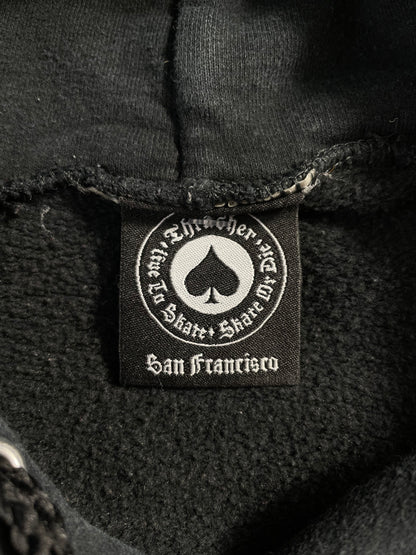 Thrasher
Live To Skate • Skate Or Die
San Francisco